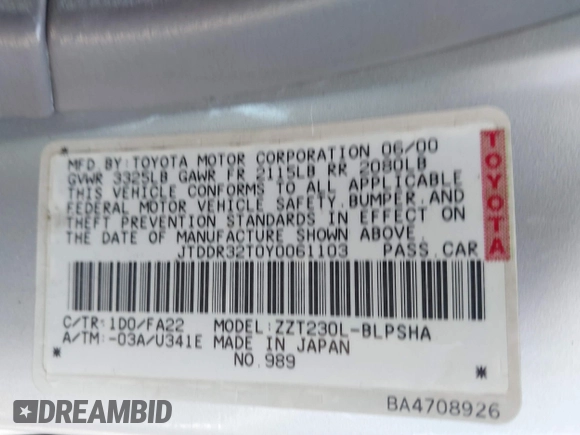 MFD. BY: TOYOTA MOTOR CORPORATION 06/00
GVWR 3325LB GAWR FR 2115LB RR 2080LB
THIS VEHICLE CONFORMS TO ALL APPLICABLE
FEDERAL MOTOR VEHICLE SAFETY, BUMPER, AND
THEFT PREVENTION STANDARDS IN EFFECT ON
THE DATE OF MANUFACTURE SHOWN ABOVE.
JTDDR32T0Y0061103 PASS. CAR
TOYOTA
C/TR: 1D0/FA22 MODEL: ZZT230L-BLPSHA
A/TM: -03A/U341E MADE IN JAPAN
NO. 989
BA4708926
DREAMBID